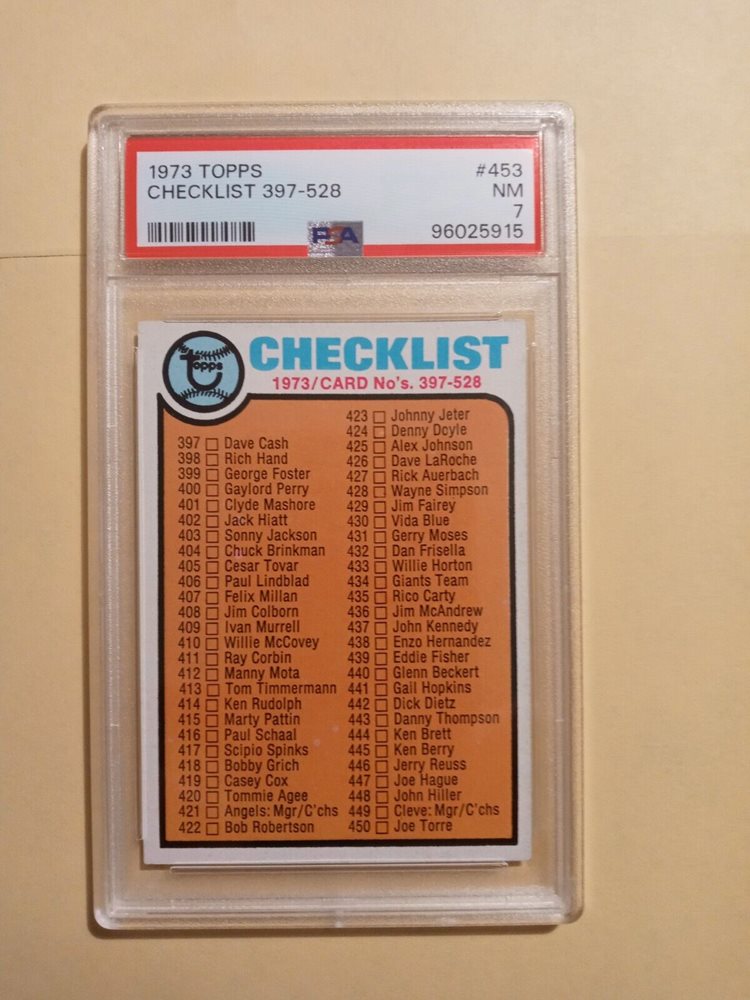 1973 TOPPS #453
CHECKLIST 397-528 NM
7
PSA 96025915
topps
CHECKLIST
1973/CARD No's. 397-528
397 Dave Cash
398 Rich Hand
399 George Foster
400 Gaylord Perry
401 Clyde Mashore
402 Jack Hiatt
403 Sonny Jackson
404 Chuck Brinkman
405 Cesar Tovar
406 Paul Lindblad
407 Felix Millan
408 Jim Colborn
409 Ivan Murrell
410 Willie McCovey
411 Ray Corbin
412 Manny Mota
413 Tom Timmermann
414 Ken Rudolph
415 Marty Pattin
416 Paul Schaal
417 Scipio Spinks
418 Bobby Grich
419 Casey Cox
420 Tommie Agee
421 Angels: Mgr/C'chs
422 Bob Robertson
423 Johnny Jeter
424 Denny Doyle
425 Alex Johnson
426 Dave LaRoche
427 Rick Auerbach
428 Wayne Simpson
429 Jim Fairey
430 Vida Blue
431 Gerry Moses
432 Dan Frisella
433 Willie Horton
434 Giants Team
435 Rico Carty
436 Jim McAndrew
437 John Kennedy
438 Enzo Hernandez
439 Eddie Fisher
440 Glenn Beckert
441 Gail Hopkins
442 Dick Dietz
443 Danny Thompson
444 Ken Brett
445 Ken Berry
446 Jerry Reuss
447 Joe Hague
448 John Hiller
449 Cleve: Mgr/C'chs
450 Joe Torre